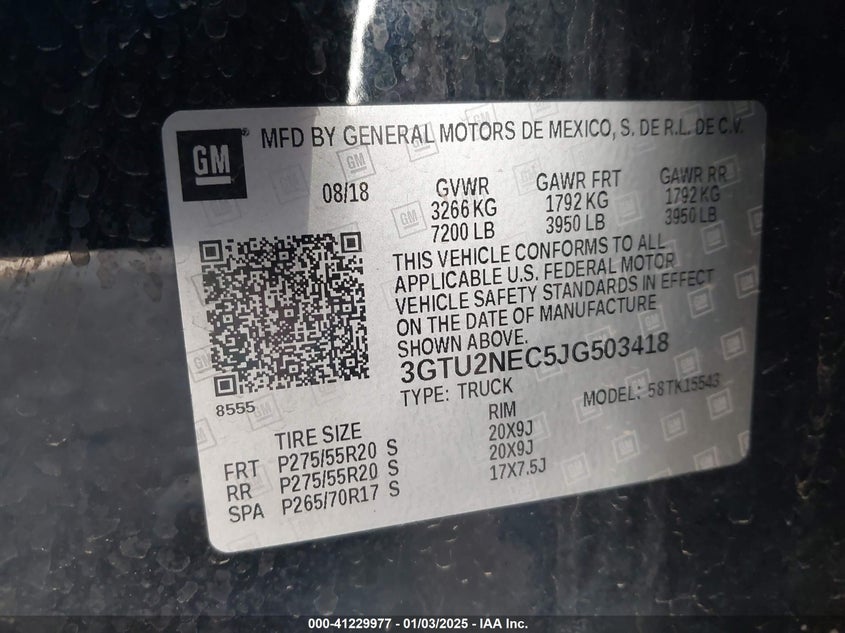 GM
®
MFD BY GENERAL MOTORS DE MEXICO, S. DE R.L. DE C.V.
08/18
GVWR
3266 KG
7200 LB
GAWR FRT
1792 KG
3950 LB
GAWR RR
1792 KG
3950 LB
THIS VEHICLE CONFORMS TO ALL
APPLICABLE U.S. FEDERAL MOTOR
VEHICLE SAFETY STANDARDS IN EFFECT
ON THE DATE OF MANUFACTURE
SHOWN ABOVE.
3GTU2NEC5JG503418
TYPE: TRUCK
MODEL: 58TK15543
8555
TIRE SIZE RIM
FRT P275/55R20 S 20X9J
RR P275/55R20 S 20X9J
SPA P265/70R17 S 17X7.5J
000-41229977 - 01/03/2025 - IAA Inc.